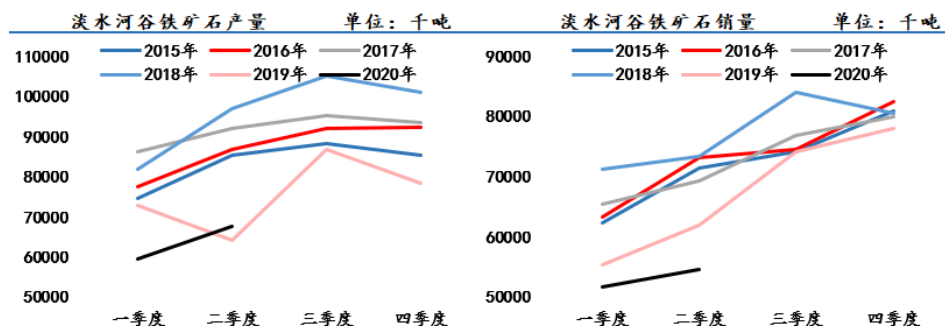 淡水河谷铁矿石产量 单位：千吨
2015年 2016年 2017年
2018年 2019年 2020年
110000
100000
90000
80000
70000
60000
50000
一季度 二季度 三季度 四季度
淡水河谷铁矿石销量 单位：千吨
2015年 2016年 2017年
2018年 2019年 2020年
90000
80000
70000
60000
50000
一季度 二季度 三季度 四季度